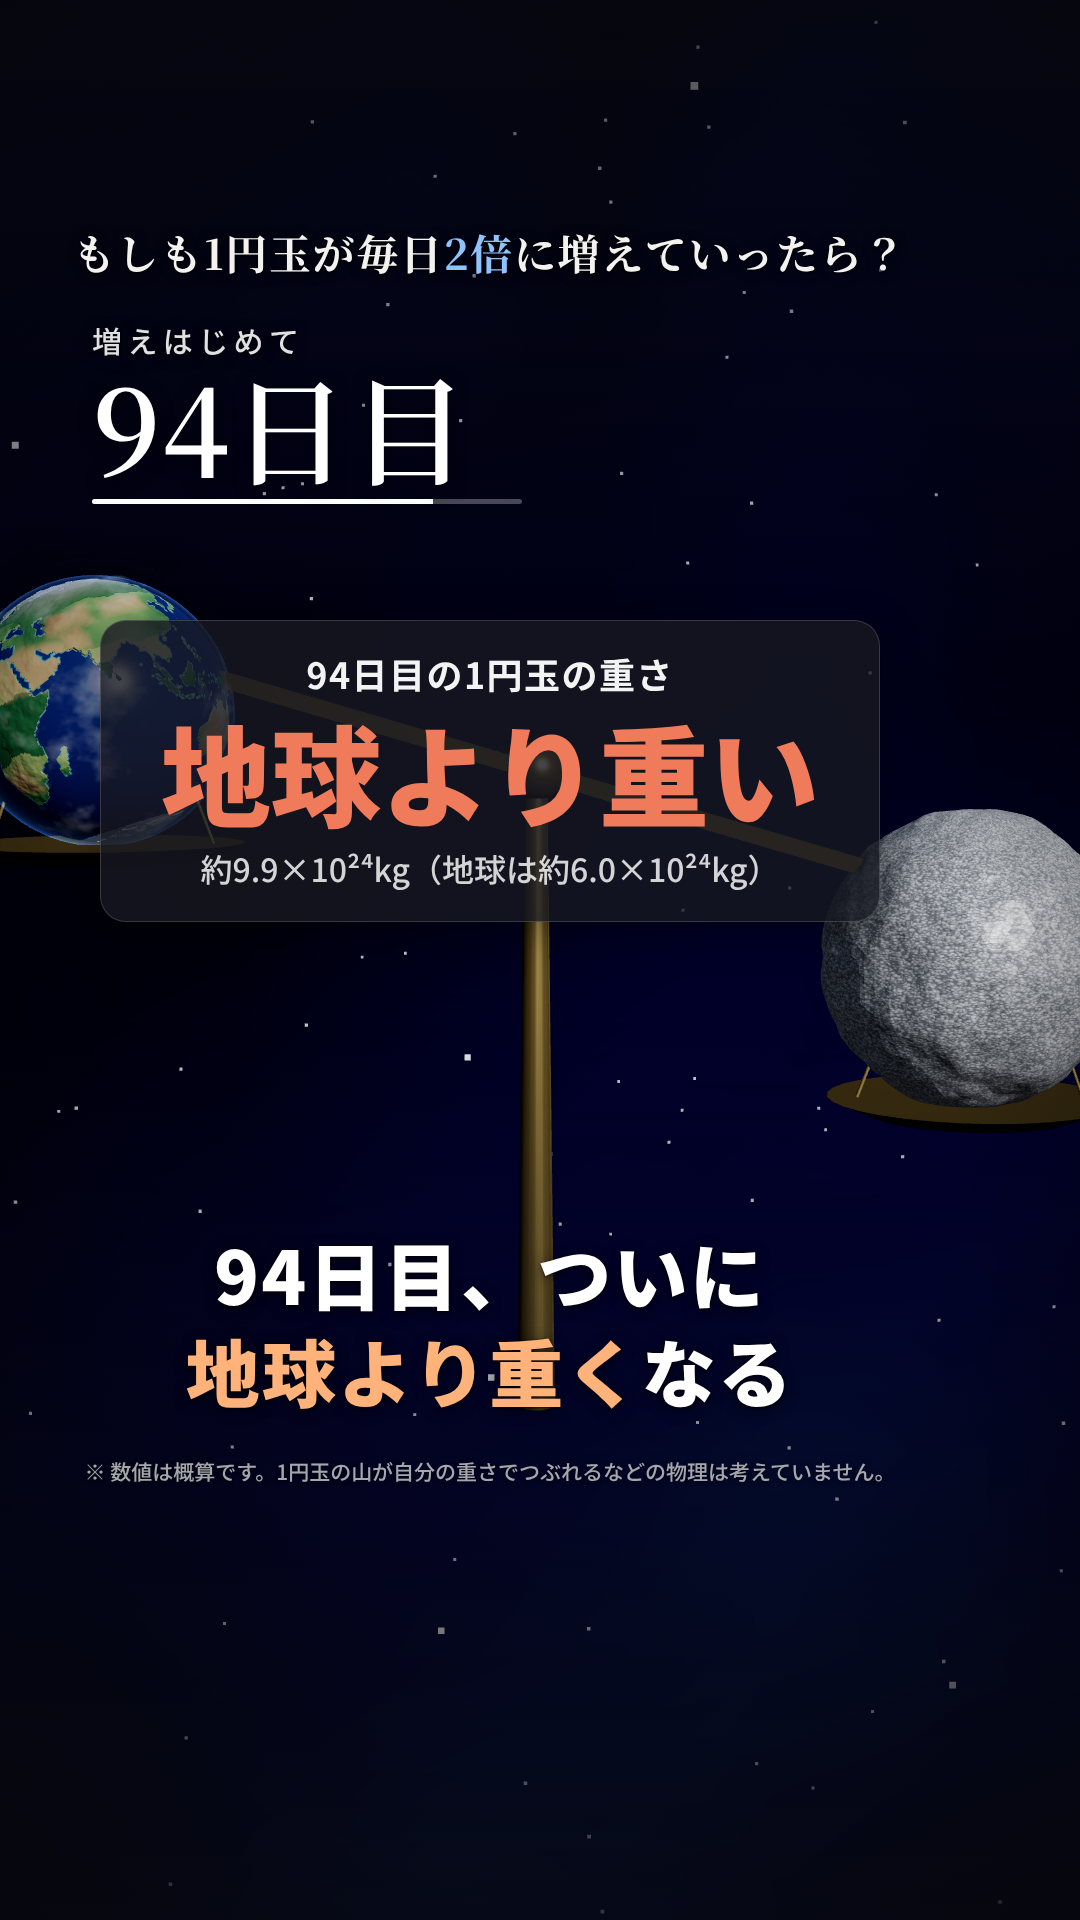 もしも1円玉が毎日2倍に増えていったら？
増えはじめて
94日目
94日目の1円玉の重さ
地球より重い
約9.9×10²⁴kg（地球は約6.0×10²⁴kg）
94日目、ついに
地球より重くなる
※ 数値は概算です。1円玉の山が自分の重さでつぶれるなどの物理は考えていません。